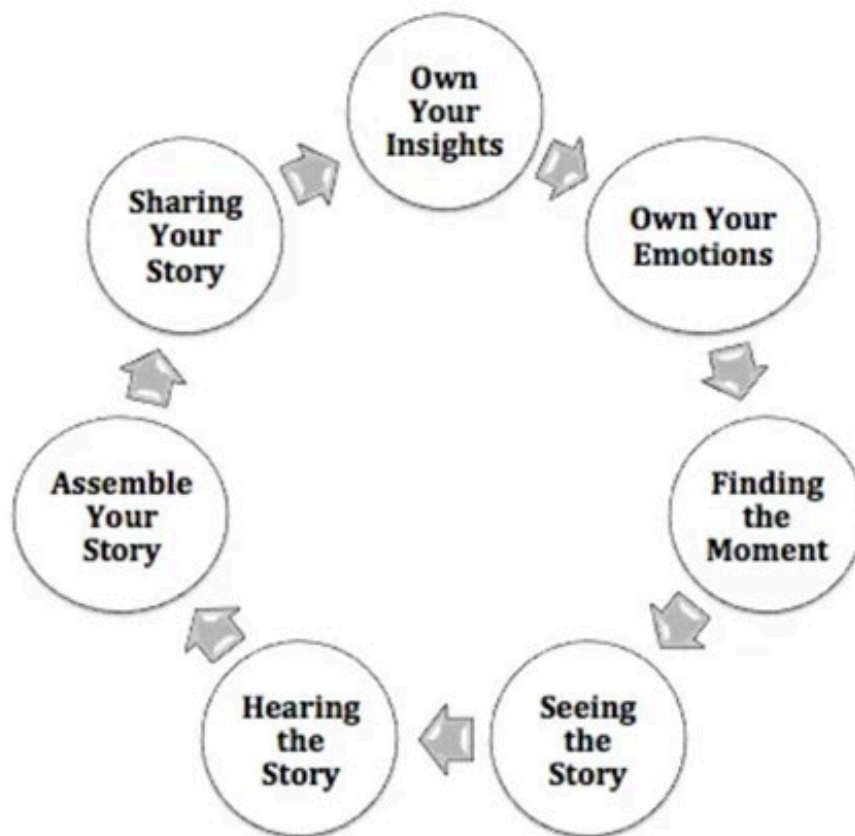 Own
Your
Insights
Own Your
Emotions
Finding
the
Moment
Seeing
the
Story
Hearing
the
Story
Assemble
Your
Story
Sharing
Your
Story